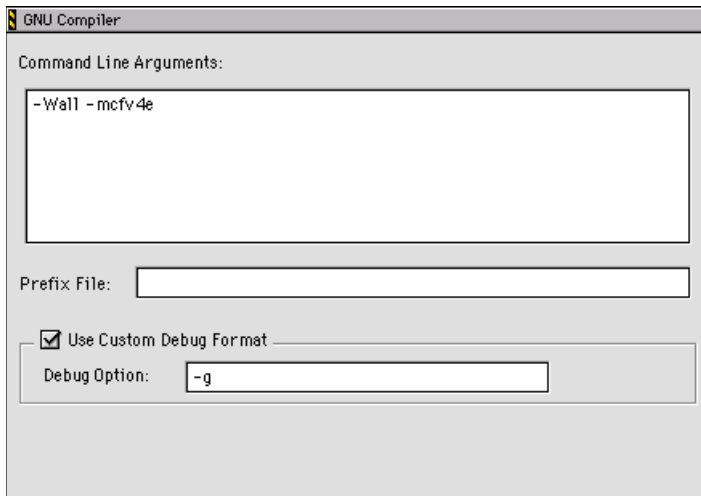 GNU Compiler
Command Line Arguments:
-Wall -mcfv4e
Prefix File:
Use Custom Debug Format
Debug Option:
-g